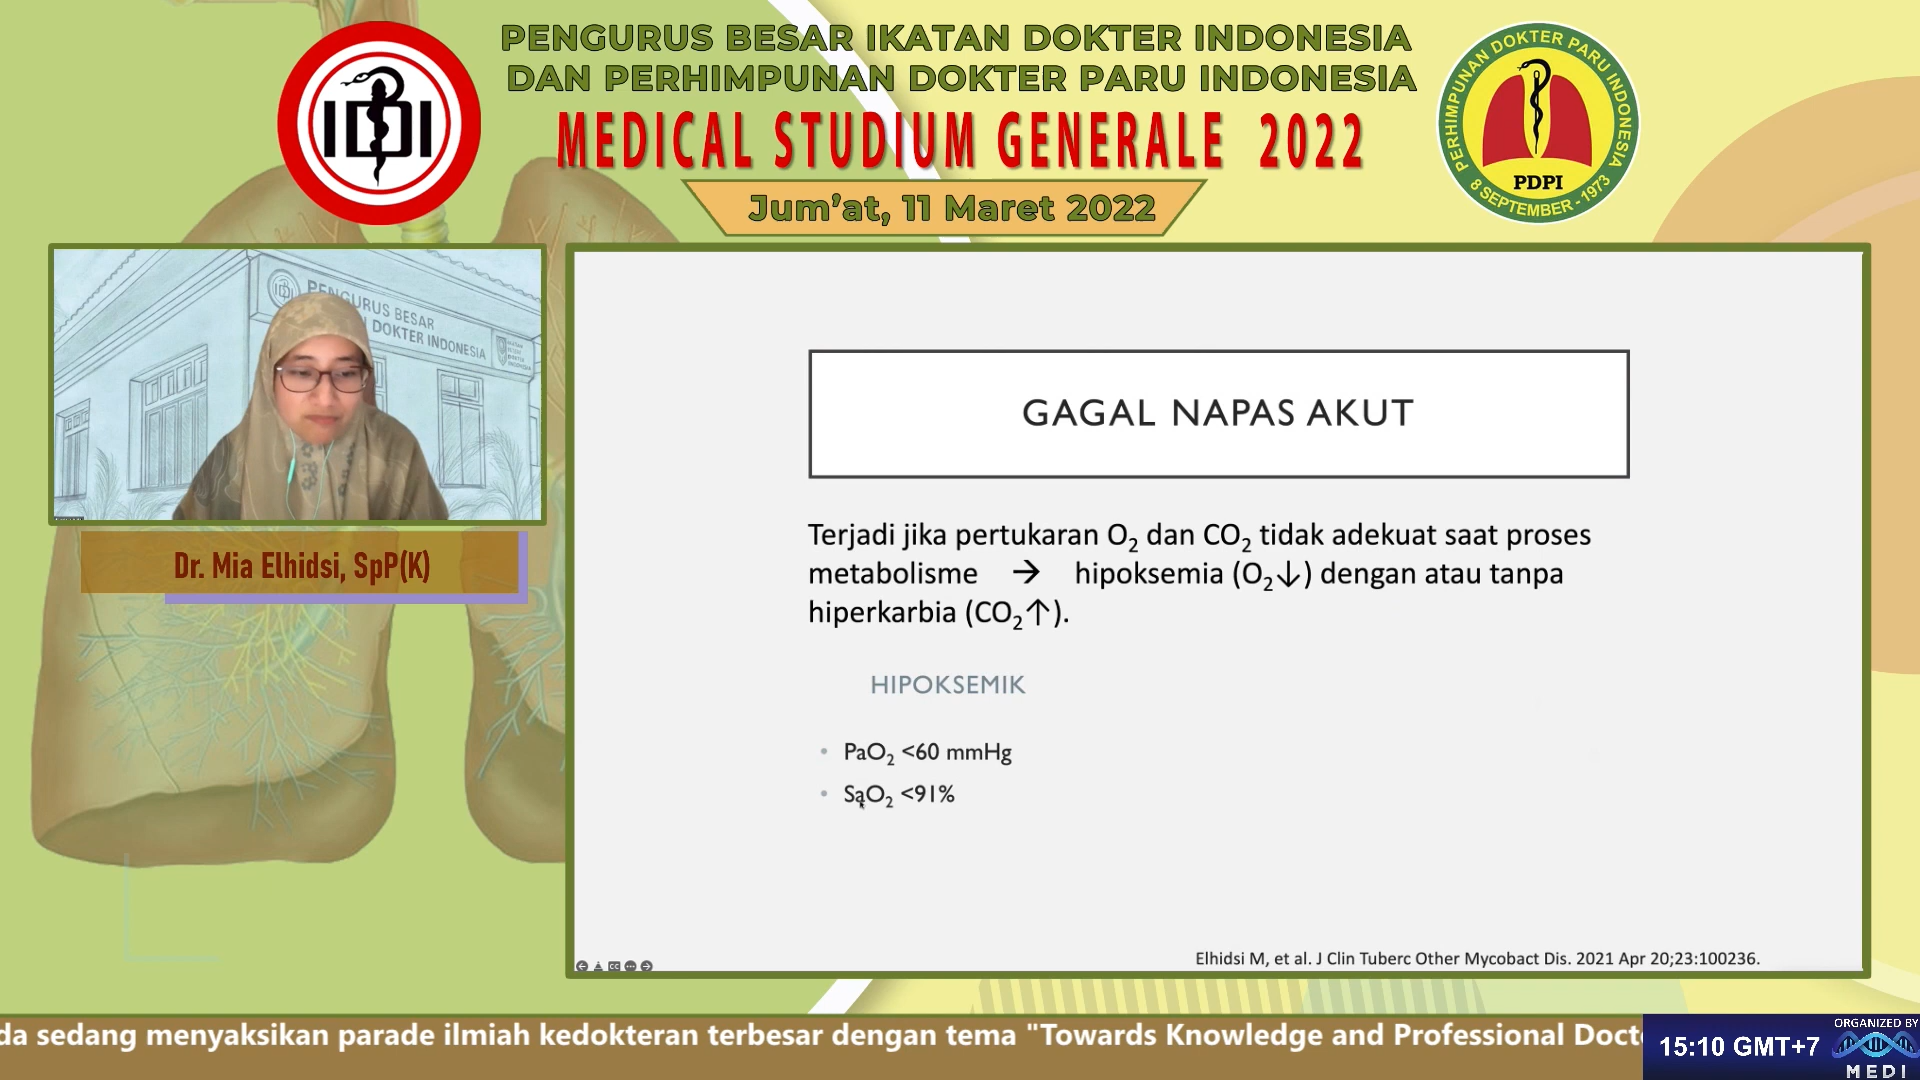 PENGURUS BESAR IKATAN DOKTER INDONESIA
DAN PERHIMPUNAN DOKTER PARU INDONESIA
MEDICAL STUDIUM GENERALE 2022
Jum'at, 11 Maret 2022
IDI
PERHIMPUNAN DOKTER PARU INDONESIA
PDPI
8 SEPTEMBER - 1973
PENGURUS BESAR
DOKTER INDONESIA
Dr. Mia Elhidsi, SpP(K)
GAGAL NAPAS AKUT
Terjadi jika pertukaran O₂ dan CO₂ tidak adekuat saat proses
metabolisme → hipoksemia (O₂↓) dengan atau tanpa
hiperkarbia (CO₂↑).
HIPOKSEMIK
• PaO₂ <60 mmHg
• SaO₂ <91%
Elhidsi M, et al. J Clin Tuberc Other Mycobact Dis. 2021 Apr 20;23:100236.
da sedang menyaksikan parade ilmiah kedokteran terbesar dengan tema "Towards Knowledge and Professional Docto
15:10 GMT+7
ORGANIZED BY
MEDI